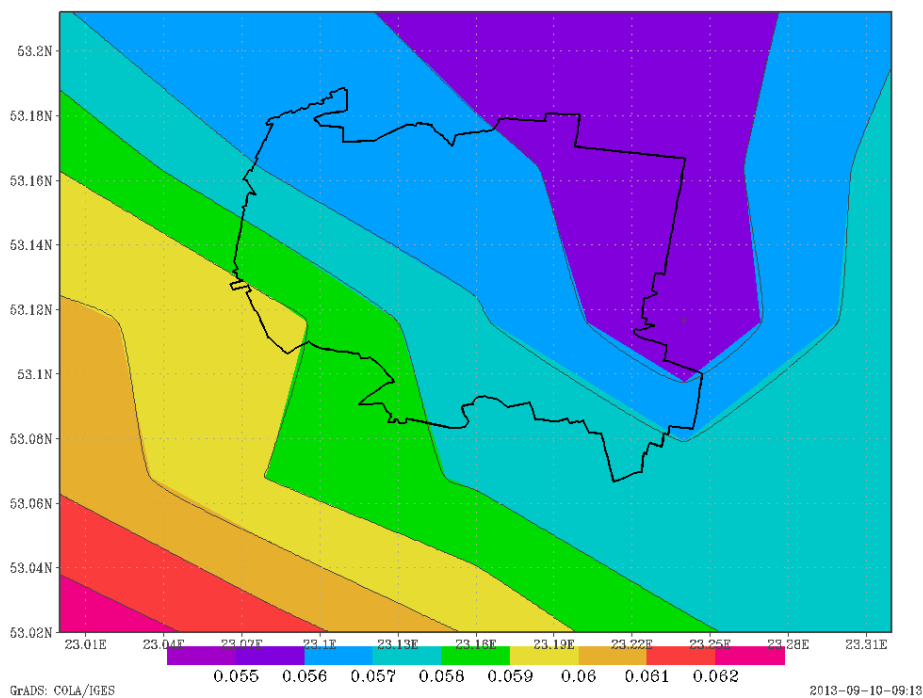 53.2N
53.18N
53.16N
53.14N
53.12N
53.1N
53.08N
53.06N
53.04N
53.02N
23.01E 23.04E 23.07E 23.1E 23.13E 23.16E 23.19E 23.22E 23.25E 23.28E 23.31E
0.055 0.056 0.057 0.058 0.059 0.06 0.061 0.062
GrADS: COLA/IGES 2013-09-10-09:13